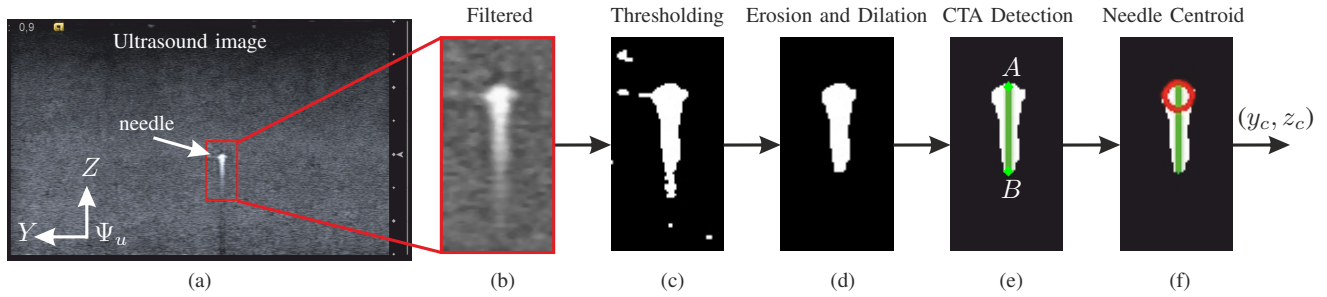 Filtered
Thresholding
Erosion and Dilation
CTA Detection
Needle Centroid
: 0,9
Ultrasound image
needle
Z
Y
Ψ_u
A
B
(y_c, z_c)
(a)
(b)
(c)
(d)
(e)
(f)